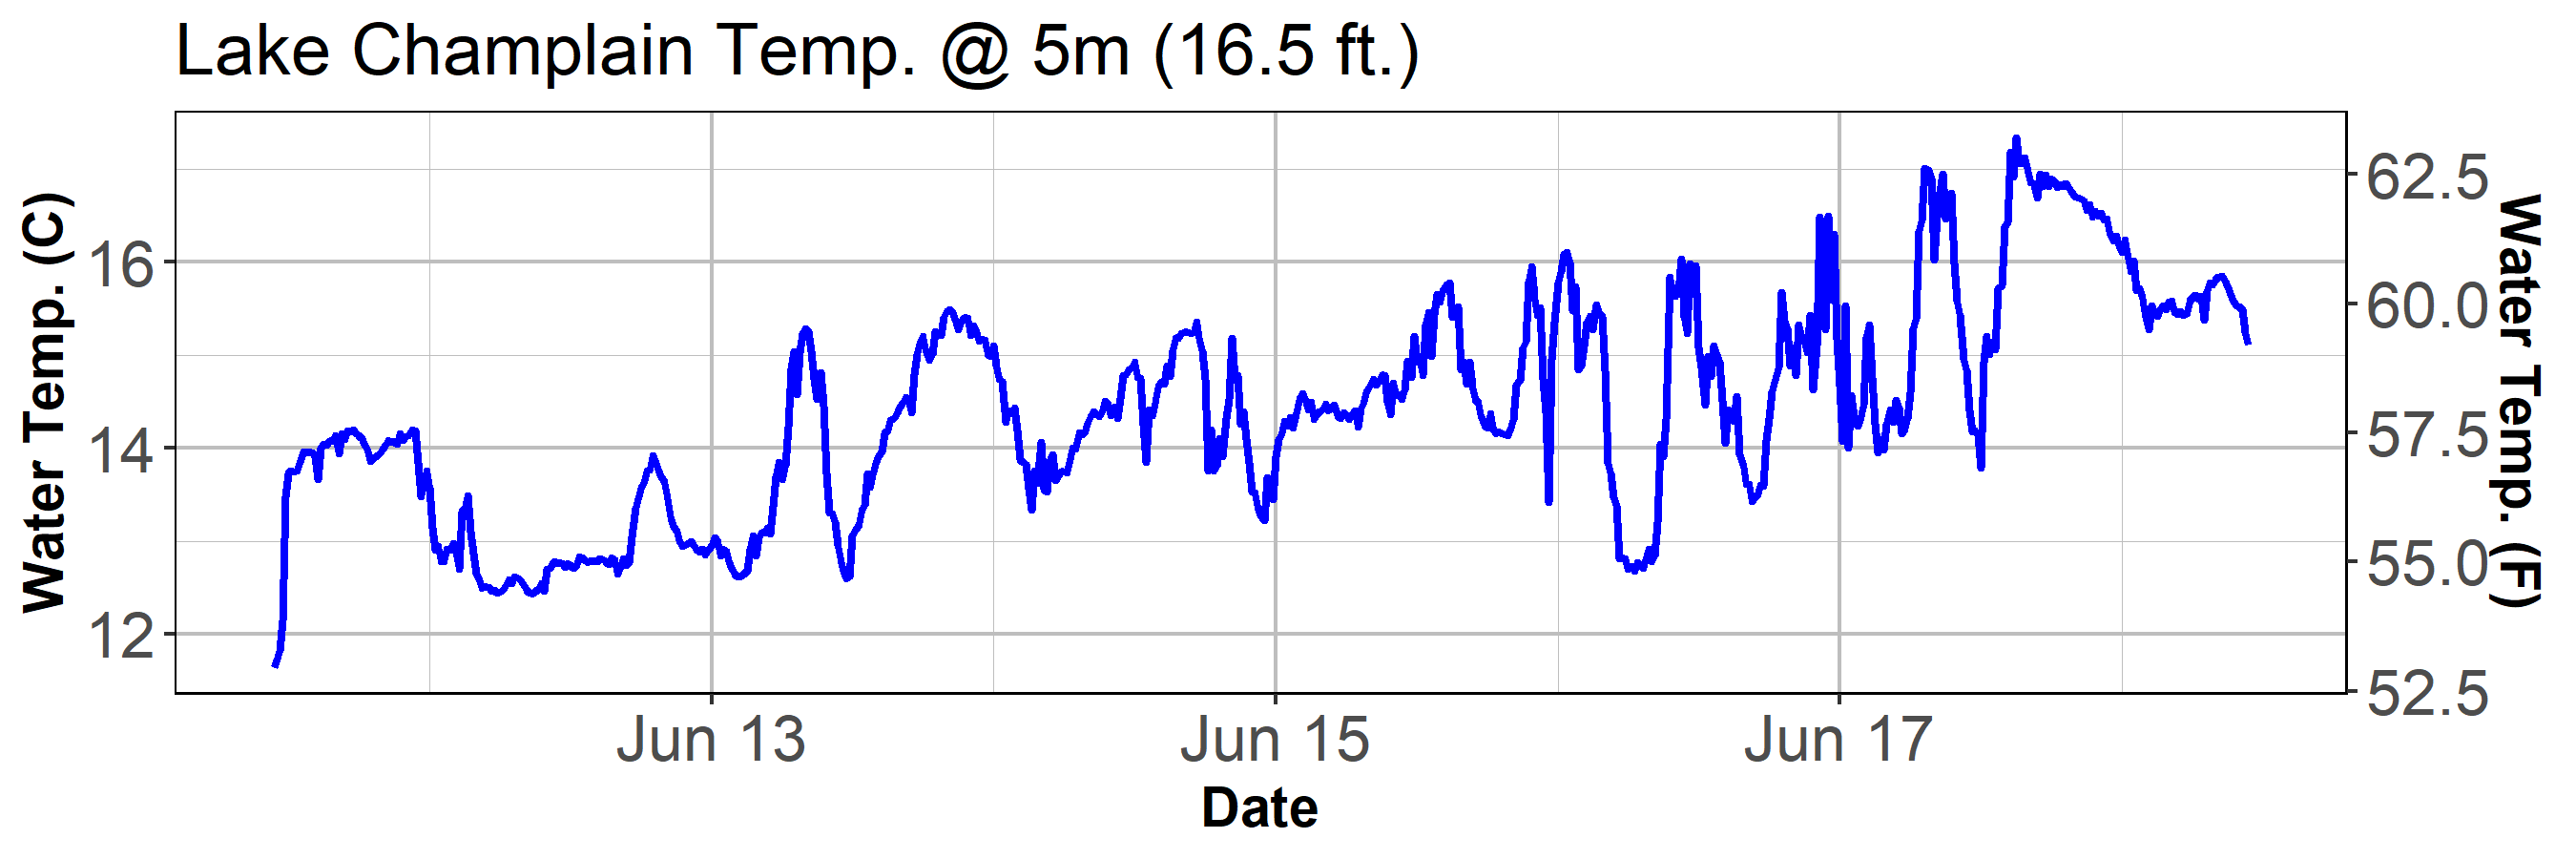 Lake Champlain Temp. @ 5m (16.5 ft.)
Water Temp. (C)
16
14
12
62.5
60.0
57.5
55.0
52.5
Water Temp. (F)
Jun 13
Jun 15
Jun 17
Date